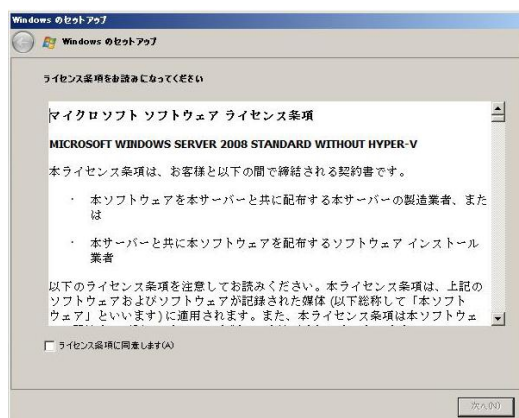 Windows のセットアップ
Windows のセットアップ
ライセンス条項をお読みになってください
マイクロソフト ソフトウェア ライセンス条項
MICROSOFT WINDOWS SERVER 2008 STANDARD WITHOUT HYPER-V
本ライセンス条項は、お客様と以下の間で締結される契約書です。
· 本ソフトウェアを本サーバーと共に配布する本サーバーの製造業者、また
は
· 本サーバーと共に本ソフトウェアを配布するソフトウェア インストール
業者
以下のライセンス条項を注意してお読みください。本ライセンス条項は、上記の
ソフトウェアおよびソフトウェアが記録された媒体 (以下総称して「本ソフト
ウェア」といいます) に適用されます。また、本ライセンス条項は本ソフトウェ
ライセンス条項に同意します(A)
次へ(N)